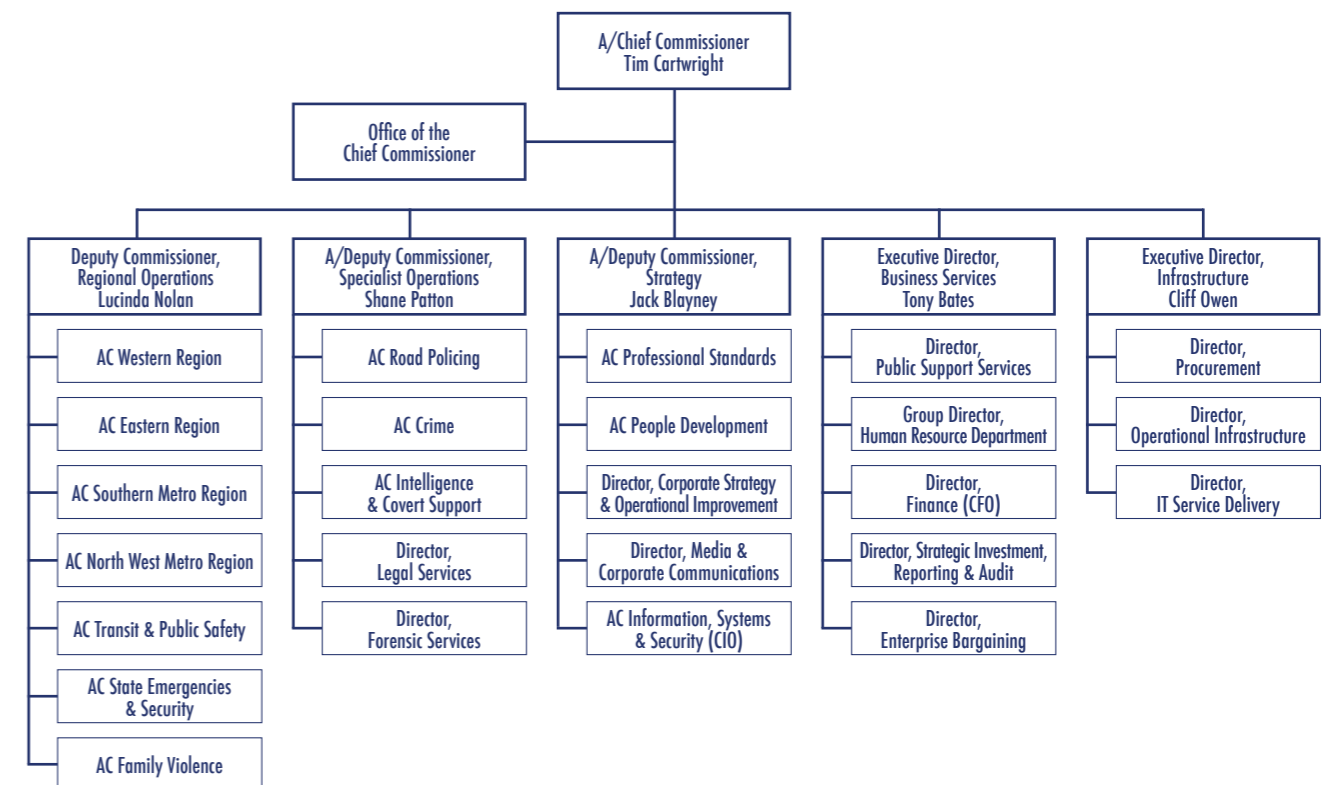 A/Chief Commissioner
Tim Cartwright
Office of the
Chief Commissioner
Deputy Commissioner,
Regional Operations
Lucinda Nolan
AC Western Region
AC Eastern Region
AC Southern Metro Region
AC North West Metro Region
AC Transit & Public Safety
AC State Emergencies
& Security
AC Family Violence
A/Deputy Commissioner,
Specialist Operations
Shane Patton
AC Road Policing
AC Crime
AC Intelligence
& Covert Support
Director,
Legal Services
Director,
Forensic Services
A/Deputy Commissioner,
Strategy
Jack Blayney
AC Professional Standards
AC People Development
Director, Corporate Strategy
& Operational Improvement
Director, Media &
Corporate Communications
AC Information, Systems
& Security (CIO)
Executive Director,
Business Services
Tony Bates
Director,
Public Support Services
Group Director,
Human Resource Department
Director,
Finance (CFO)
Director, Strategic Investment,
Reporting & Audit
Director,
Enterprise Bargaining
Executive Director,
Infrastructure
Cliff Owen
Director,
Procurement
Director,
Operational Infrastructure
Director,
IT Service Delivery